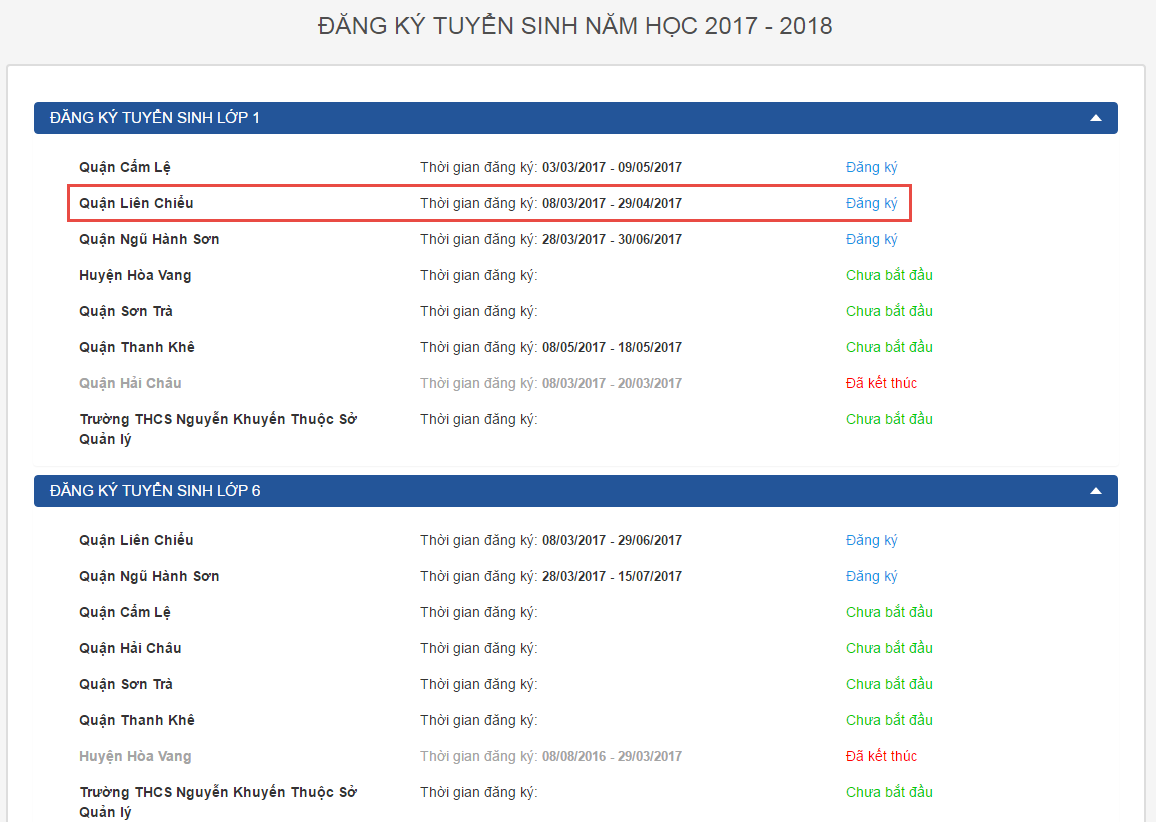 ĐĂNG KÝ TUYỂN SINH NĂM HỌC 2017 - 2018
ĐĂNG KÝ TUYỂN SINH LỚP 1
Quận Cẩm Lệ Thời gian đăng ký: 03/03/2017 - 09/05/2017 Đăng ký
Quận Liên Chiểu Thời gian đăng ký: 08/03/2017 - 29/04/2017 Đăng ký
Quận Ngũ Hành Sơn Thời gian đăng ký: 28/03/2017 - 30/06/2017 Đăng ký
Huyện Hòa Vang Thời gian đăng ký: Chưa bắt đầu
Quận Sơn Trà Thời gian đăng ký: Chưa bắt đầu
Quận Thanh Khê Thời gian đăng ký: 08/05/2017 - 18/05/2017 Chưa bắt đầu
Quận Hải Châu Thời gian đăng ký: 08/03/2017 - 20/03/2017 Đã kết thúc
Trường THCS Nguyễn Khuyến Thuộc Sở Thời gian đăng ký: Chưa bắt đầu
Quản lý
ĐĂNG KÝ TUYỂN SINH LỚP 6
Quận Liên Chiểu Thời gian đăng ký: 08/03/2017 - 29/06/2017 Đăng ký
Quận Ngũ Hành Sơn Thời gian đăng ký: 28/03/2017 - 15/07/2017 Đăng ký
Quận Cẩm Lệ Thời gian đăng ký: Chưa bắt đầu
Quận Hải Châu Thời gian đăng ký: Chưa bắt đầu
Quận Sơn Trà Thời gian đăng ký: Chưa bắt đầu
Quận Thanh Khê Thời gian đăng ký: Chưa bắt đầu
Huyện Hòa Vang Thời gian đăng ký: 08/08/2016 - 29/03/2017 Đã kết thúc
Trường THCS Nguyễn Khuyến Thuộc Sở Thời gian đăng ký: Chưa bắt đầu
Quản lý